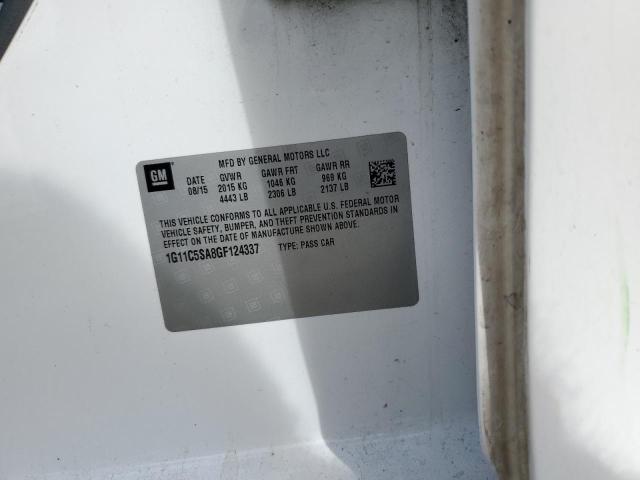 GM
MFD BY GENERAL MOTORS LLC
DATE GVWR GAWR FRT GAWR RR
08/15 2015 KG 1046 KG 969 KG
4443 LB 2306 LB 2137 LB
THIS VEHICLE CONFORMS TO ALL APPLICABLE U.S. FEDERAL MOTOR
VEHICLE SAFETY, BUMPER, AND THEFT PREVENTION STANDARDS IN
EFFECT ON THE DATE OF MANUFACTURE SHOWN ABOVE.
1G11C5SA8GF124337 TYPE: PASS CAR